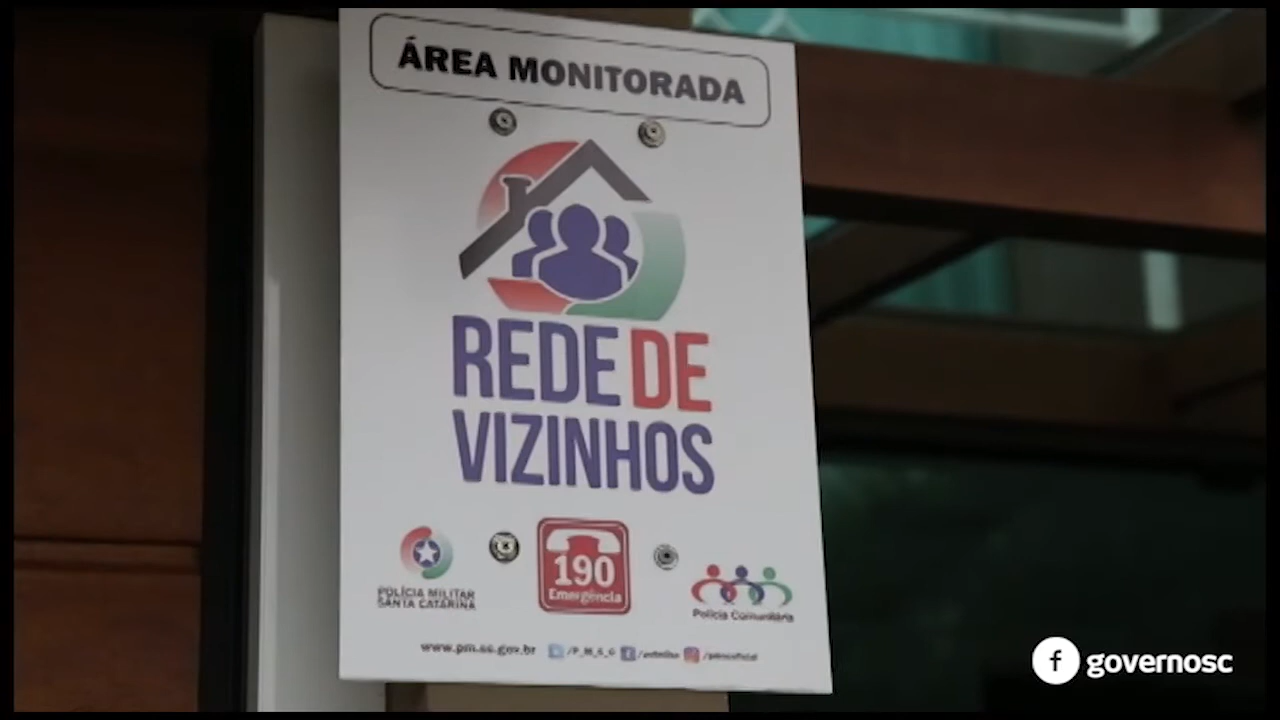 ÁREA MONITORADA
REDE DE
VIZINHOS
POLÍCIA MILITAR
SANTA CATARINA
190
Emergência
Polícia Comunitária
www.pm.sc.gov.br
f governosc